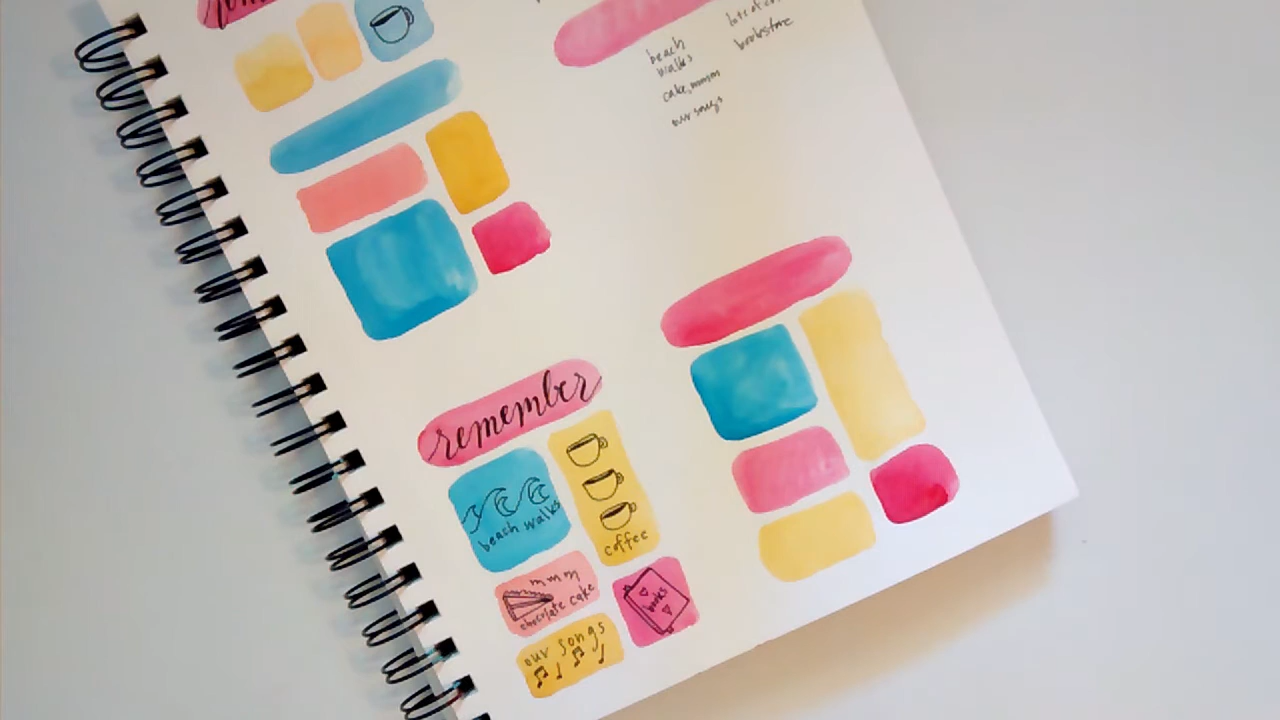 beach
walks
cake, mmm
our songs
bookstore
remember
beach walks
coffee
mmm
chocolate cake
books
our songs